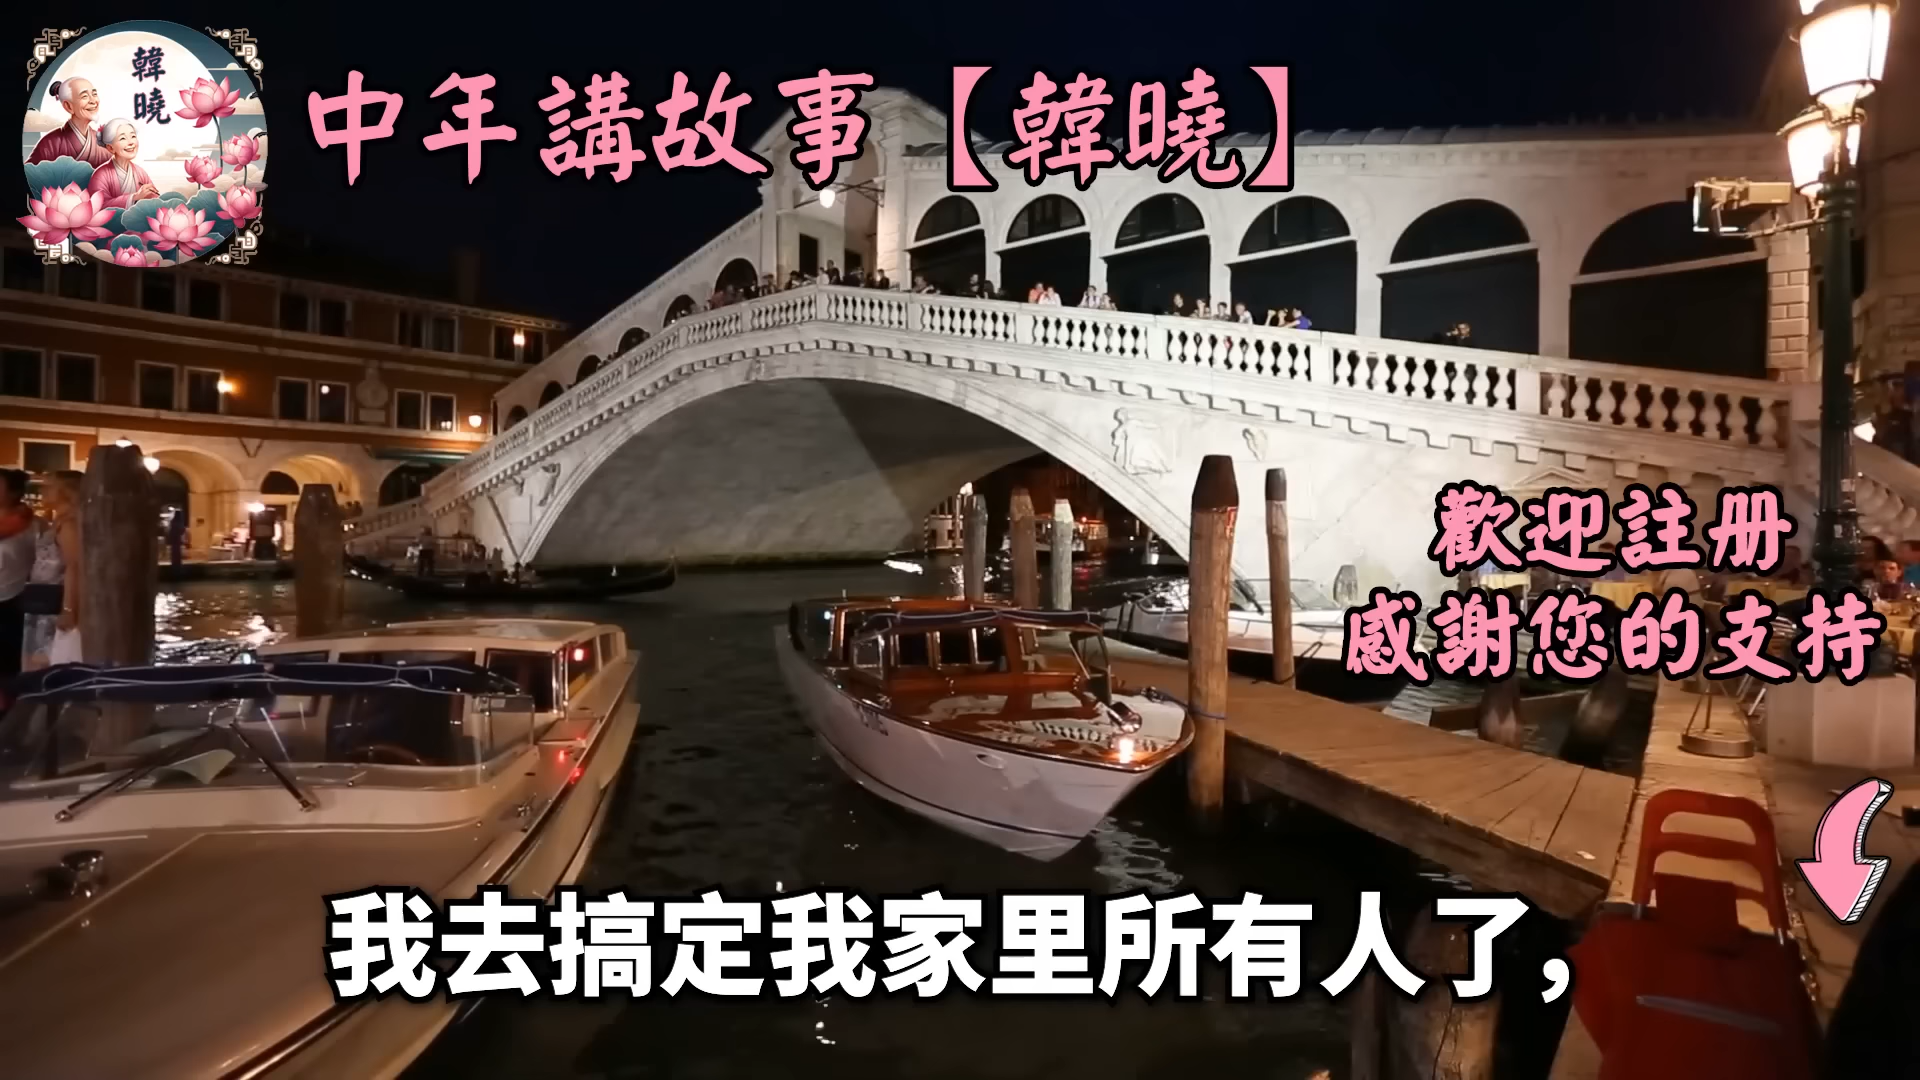 韓曉
中年講故事【韓曉】
歡迎註册
感謝您的支持
我去搞定我家里所有人了，